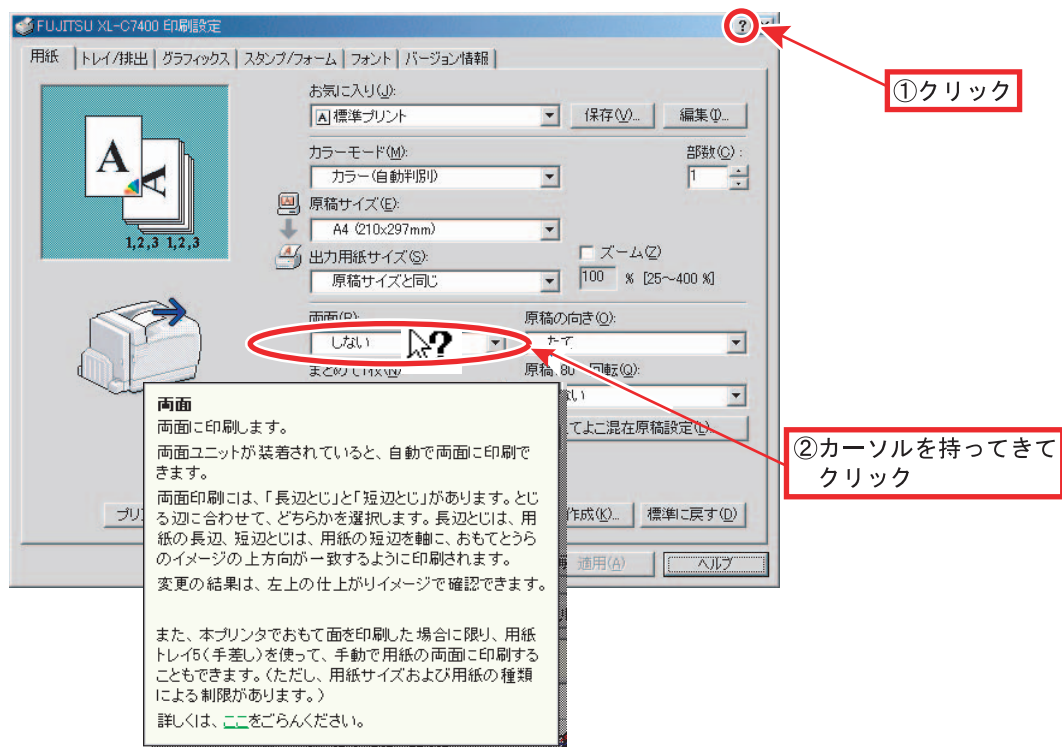 FUJITSU XL-C7400 印刷設定
?
①クリック
用紙 トレイ/排出 グラフィックス スタンプ/フォーム フォント バージョン情報
お気に入り(J):
標準プリント 保存(V)... 編集(I)...
カラーモード(M): 部数(C):
カラー(自動判別) 1
原稿サイズ(E):
A4 (210x297mm)
出力用紙サイズ(S): ズーム(Z)
原稿サイズと同じ 100 % [25~400 %]
A A
1,2,3 1,2,3
両面(P): 原稿の向き(O):
しない ? たて
まとめて1枚(N) 原稿 回転(Q):
てよこ混在原稿設定(L)
②カーソルを持ってきて
クリック
作成(K)... 標準に戻す(D)
適用(A) ヘルプ
両面
両面に印刷します。
両面ユニットが装着されていると、自動で両面に印刷で
きます。
両面印刷には、「長辺とじ」と「短辺とじ」があります。とじ
る辺に合わせて、どちらかを選択します。長辺とじは、用
紙の長辺、短辺とじは、用紙の短辺を軸に、おもてとうら
のイメージの上方向が一致するように印刷されます。
変更の結果は、左上の仕上がりイメージで確認できます。
また、本プリンタでおもて面を印刷した場合に限り、用紙
トレイ5(手差し)を使って、手動で用紙の両面に印刷する
こともできます。(ただし、用紙サイズおよび用紙の種類
による制限があります。)
詳しくは、ここをごらんください。